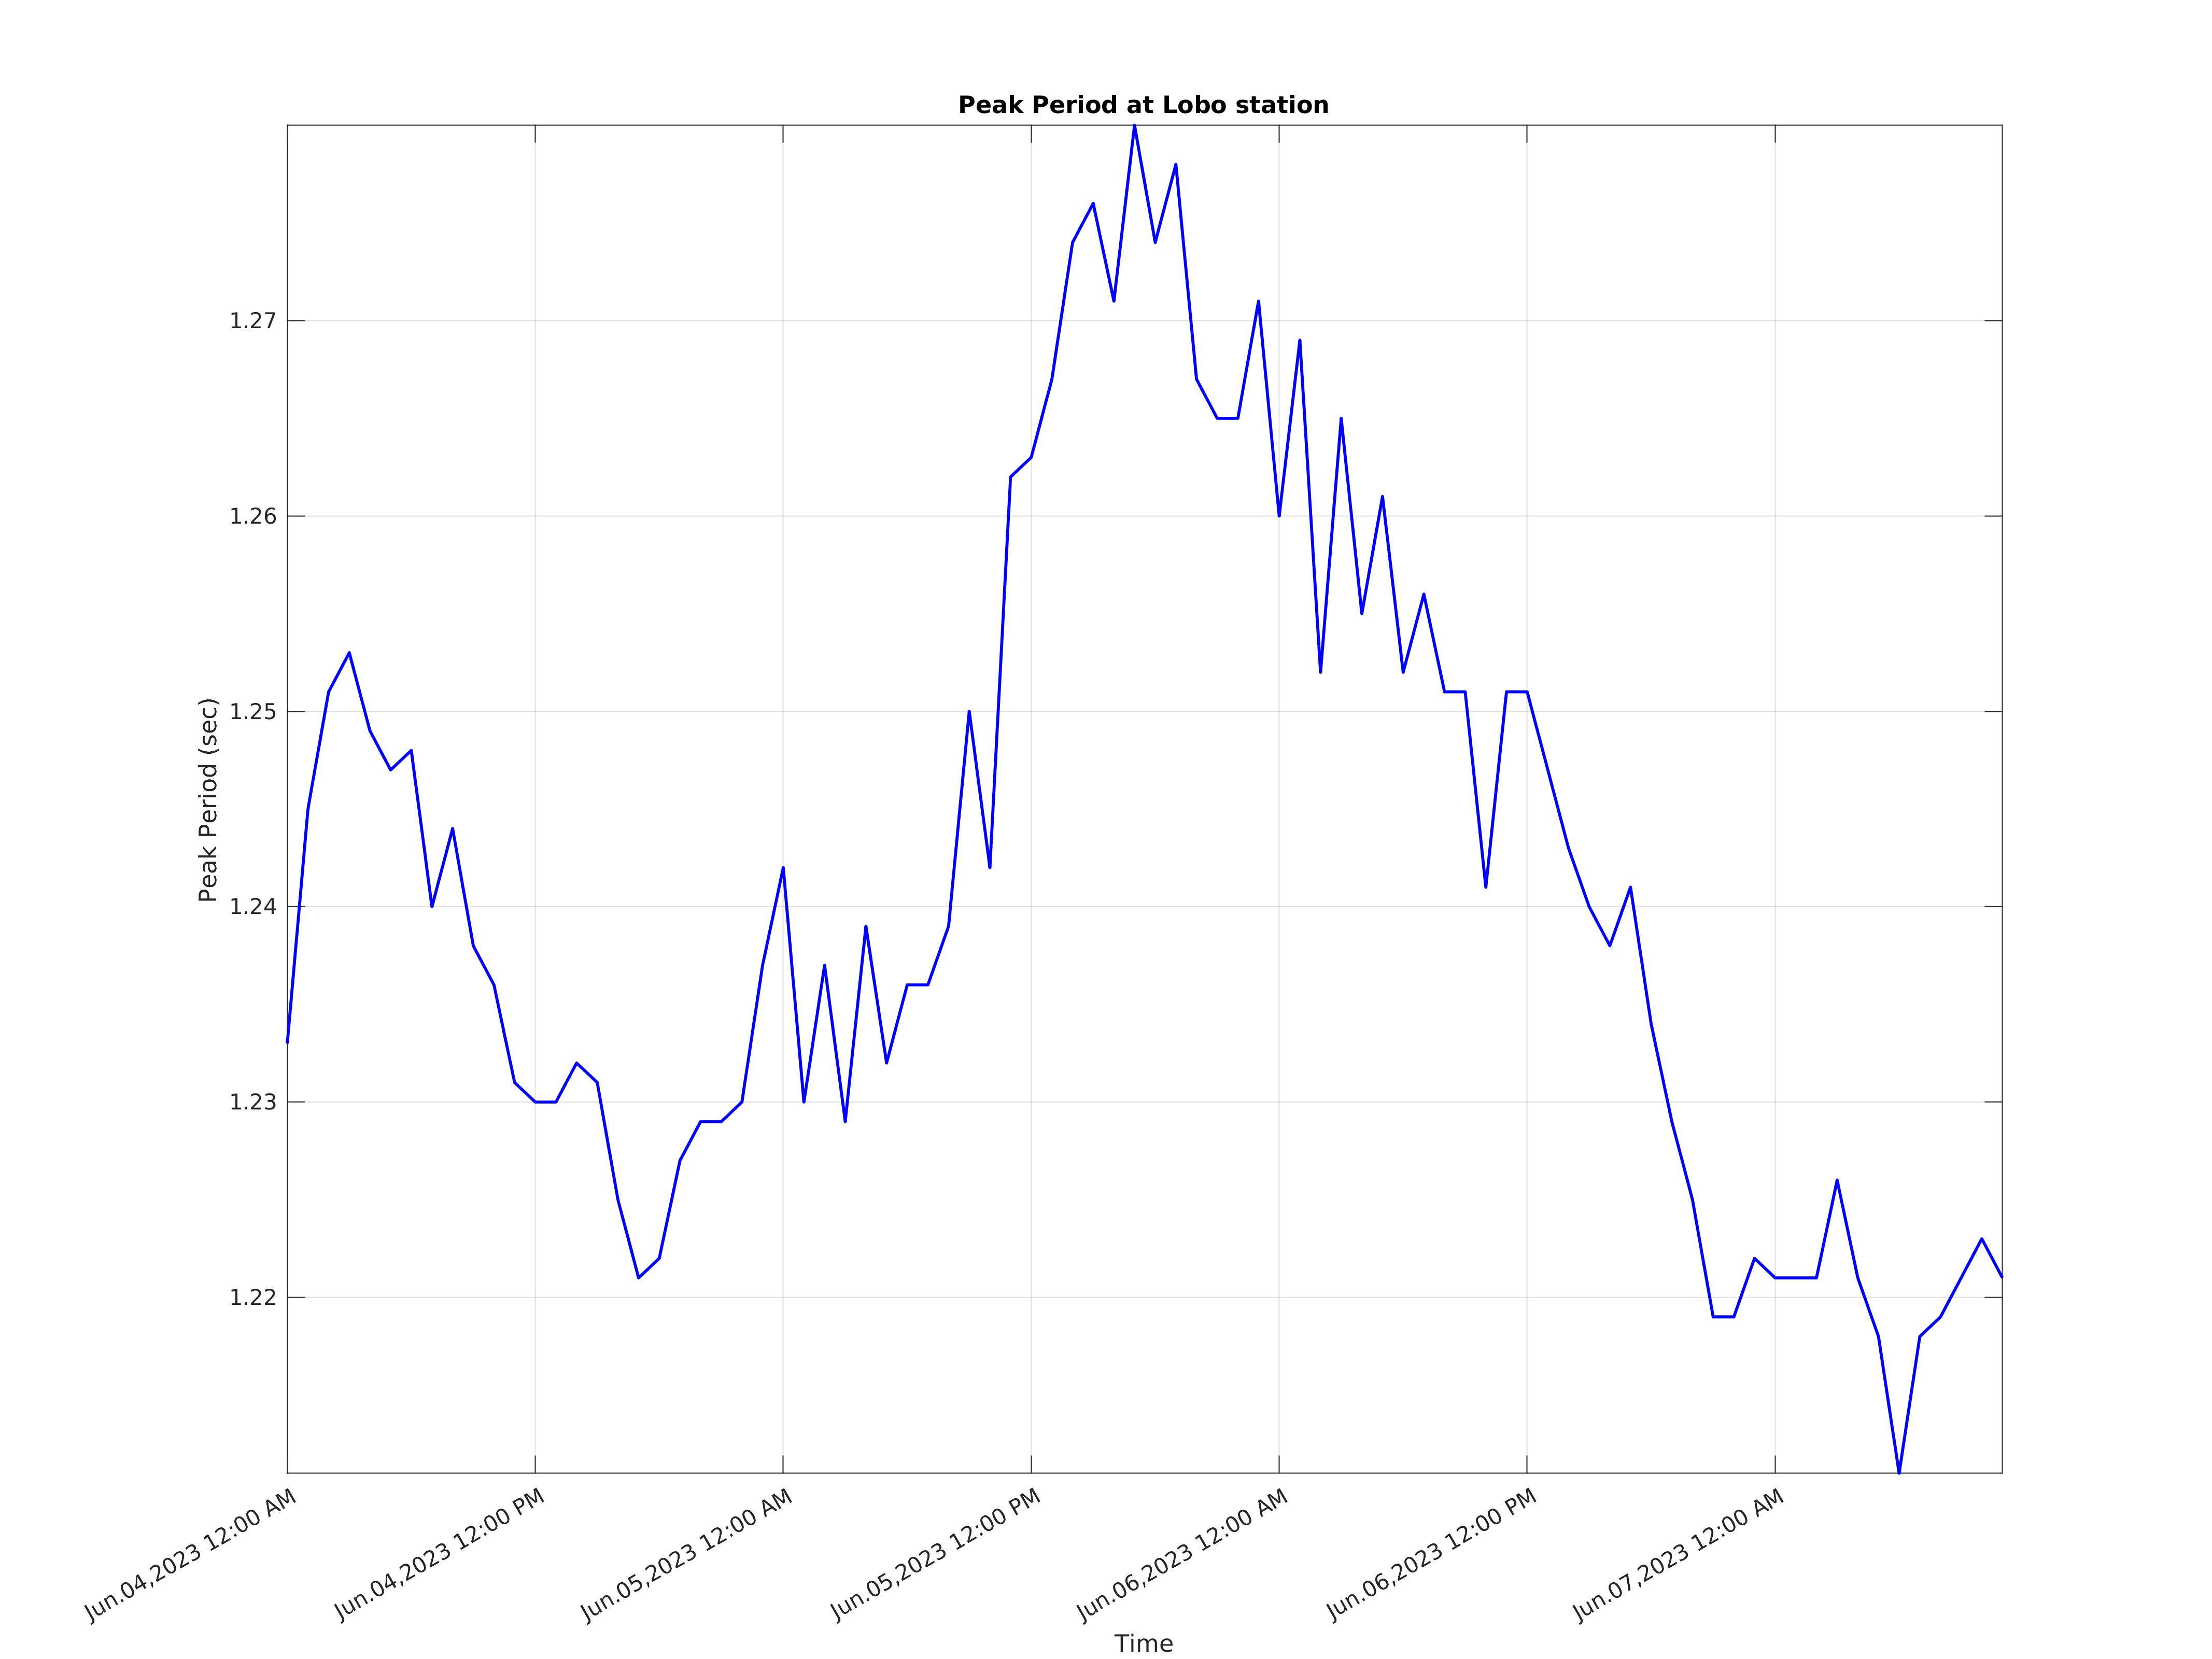 Peak Period at Lobo station
Peak Period (sec)
1.27
1.26
1.25
1.24
1.23
1.22
Jun.04,2023 12:00 AM
Jun.04,2023 12:00 PM
Jun.05,2023 12:00 AM
Jun.05,2023 12:00 PM
Jun.06,2023 12:00 AM
Jun.06,2023 12:00 PM
Jun.07,2023 12:00 AM
Time